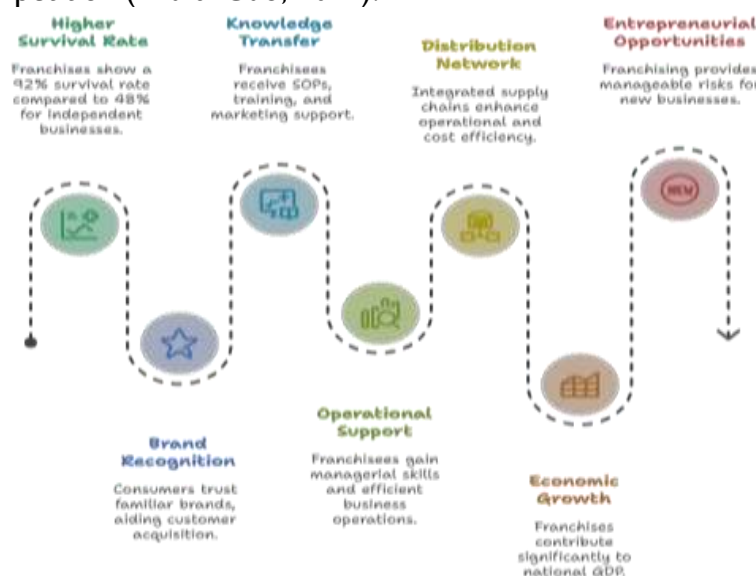 Higher
Survival Rate
Franchises show a
92% survival rate
compared to 48%
for independent
businesses.
Knowledge
Transfer
Franchisees
receive SOPs,
training, and
marketing support.
Distribution
Network
Integrated supply
chains enhance
operational and
cost efficiency.
Entrepreneurial
Opportunities
Franchising provides
manageable risks for
new businesses.
NEW
Brand
Recognition
Consumers trust
familiar brands,
aiding customer
acquisition.
Operational
Support
Franchisees gain
managerial skills
and efficient
business
operations.
Economic
Growth
Franchises
contribute
significantly to
national GDP.